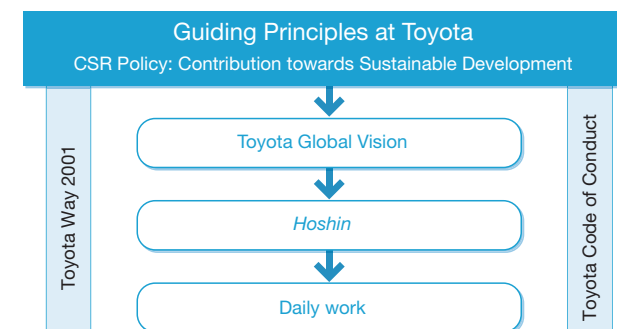 Guiding Principles at Toyota
CSR Policy: Contribution towards Sustainable Development
Toyota Way 2001
Toyota Global Vision
Hoshin
Daily work
Toyota Code of Conduct